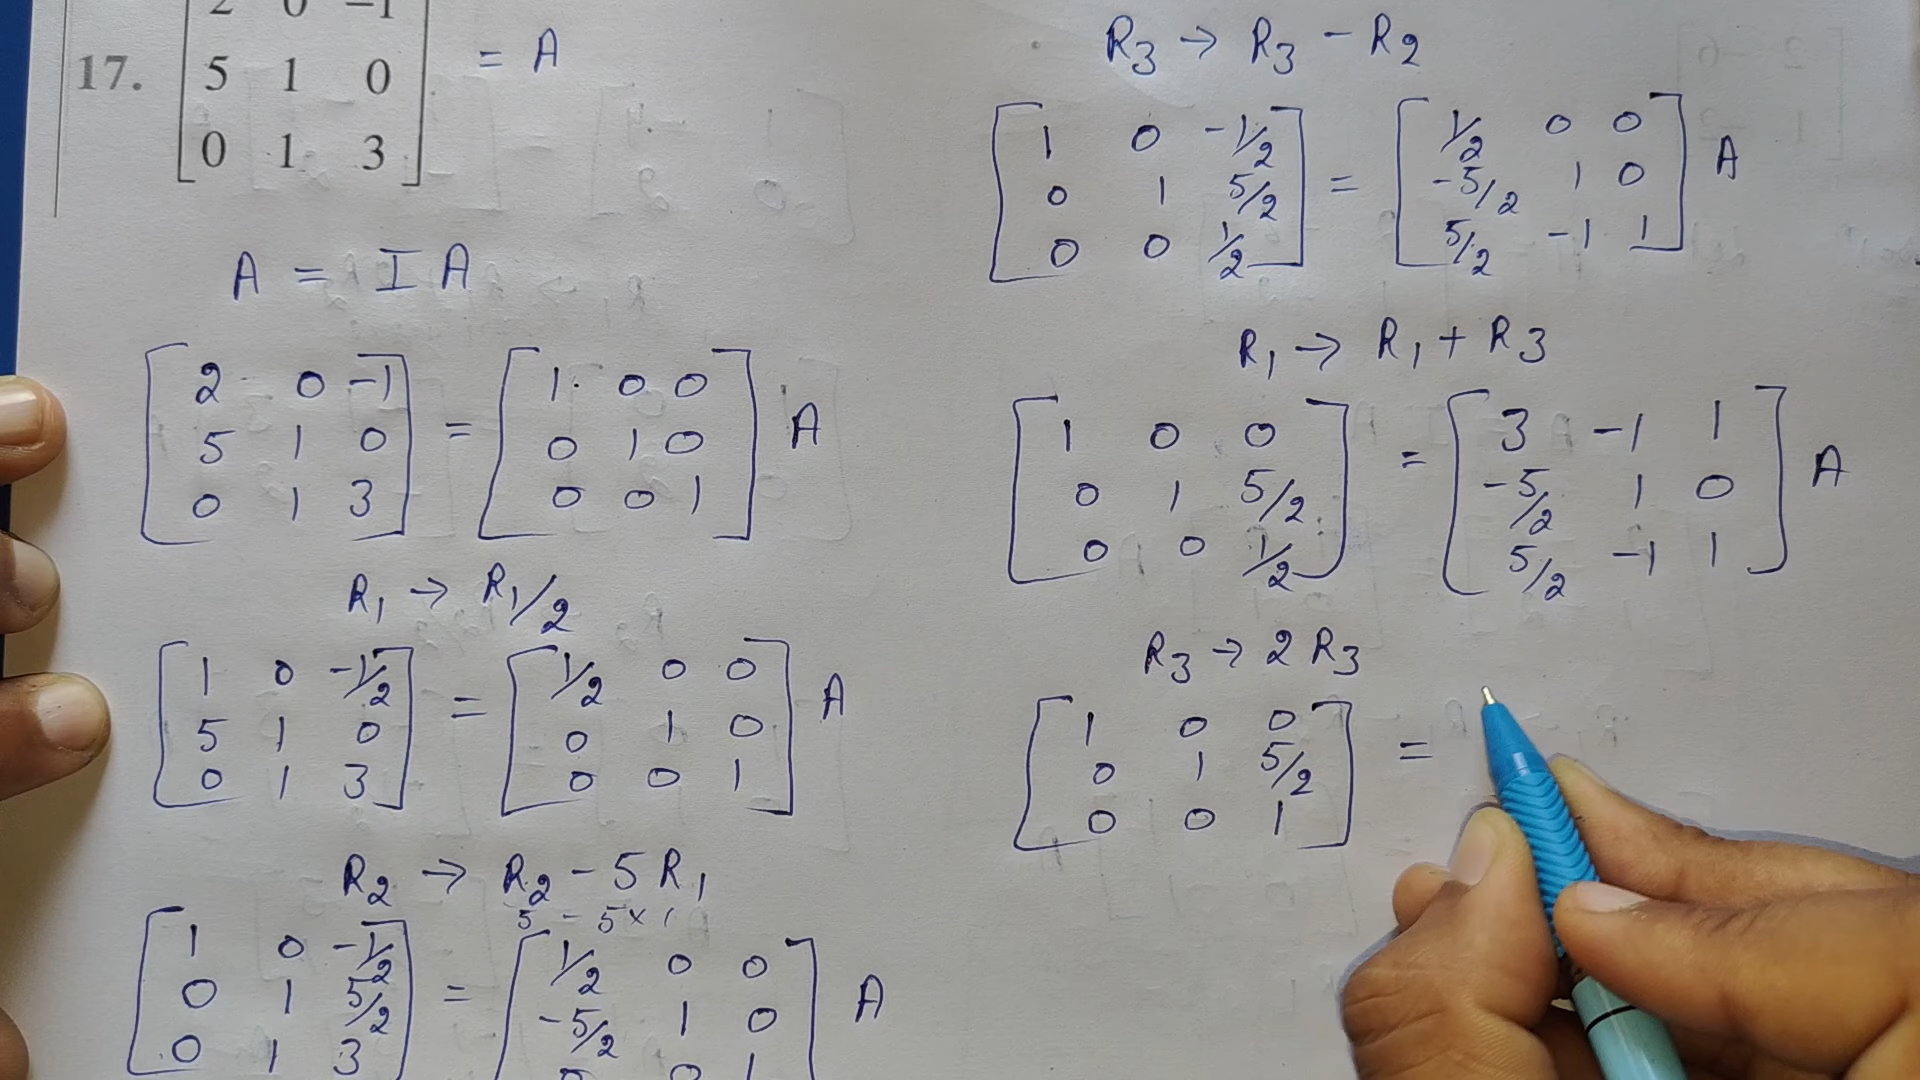 2 0 -1
17. 5 1 0 = A
0 1 3
A = I A
2 0 -1 1 0 0
5 1 0 = 0 1 0 A
0 1 3 0 0 1
R1 → R1/2
1 0 -1/2 1/2 0 0
5 1 0 = 0 1 0 A
0 1 3 0 0 1
R2 → R2 - 5 R1
5 - 5 × 1
1 0 -1/2 1/2 0 0
0 1 5/2 = -5/2 1 0 A
0 1 3 0 0 1
R3 → R3 - R2
1 0 -1/2 1/2 0 0
0 1 5/2 = -5/2 1 0 A
0 0 1/2 5/2 -1 1
R1 → R1 + R3
1 0 0 3 -1 1
0 1 5/2 = -5/2 1 0 A
0 0 1/2 5/2 -1 1
R3 → 2 R3
1 0 0
0 1 5/2 =
0 0 1